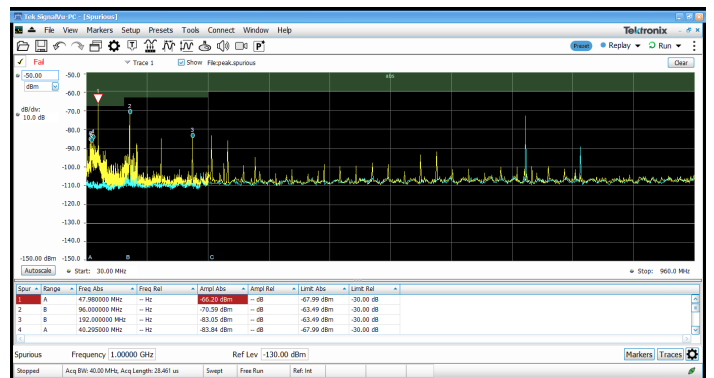 Tek SignalVu-PC - [Spurious]
File View Markers Setup Presets Tools Connect Window Help
Tektronix
Preset Replay Run
Fail Trace 1 Show File:peak.spurious Clear
-50.00
dBm
dB/div:
10.0 dB
-50.0
-60.0
-70.0
-80.0
-90.0
-100.0
-110.0
-120.0
-130.0
-140.0
-150.00 dBm -150.0
abs
1
2
3
4
A B C
Autoscale Start: 30.00 MHz Stop: 960.0 MHz
Spur Range Freq Abs Freq Rel Ampl Abs Ampl Rel Limit Abs Limit Rel
1 A 47.980000 MHz -- Hz -66.20 dBm -- dB -67.99 dBm -30.00 dB
2 B 96.000000 MHz -- Hz -70.59 dBm -- dB -63.49 dBm -30.00 dB
3 B 192.000000 MHz -- Hz -83.05 dBm -- dB -63.49 dBm -30.00 dB
4 A 40.295000 MHz -- Hz -83.84 dBm -- dB -67.99 dBm -30.00 dB
Spurious Frequency 1.00000 GHz Ref Lev -130.00 dBm Markers Traces
Stopped Acq BW: 40.00 MHz, Acq Length: 28.461 us Swept Free Run Ref: Int